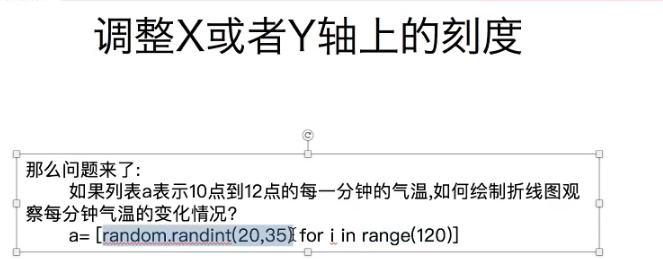 调整X或者Y轴上的刻度
那么问题来了:
如果列表a表示10点到12点的每一分钟的气温,如何绘制折线图观
察每分钟气温的变化情况?
a= [random.randint(20,35) for i in range(120)]